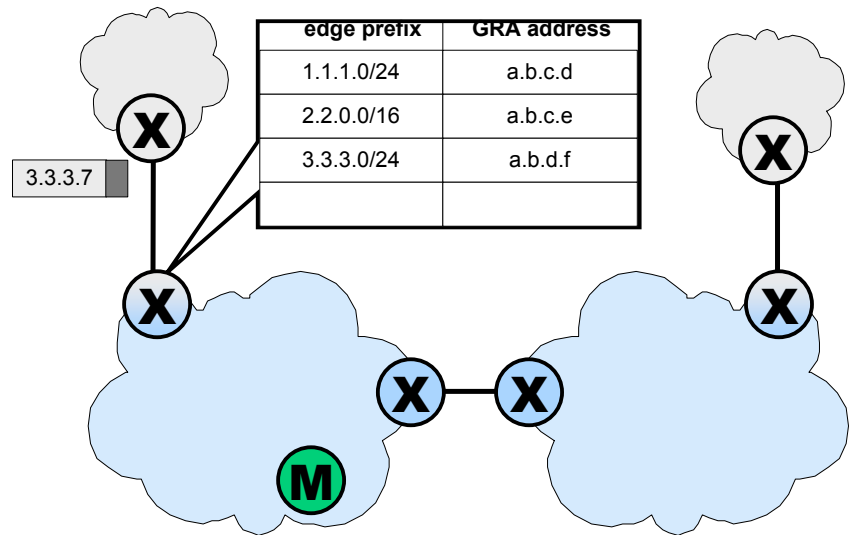 edge prefix GRA address
1.1.1.0/24 a.b.c.d
2.2.0.0/16 a.b.c.e
3.3.3.0/24 a.b.d.f
X X
3.3.3.7
X X
X X
M